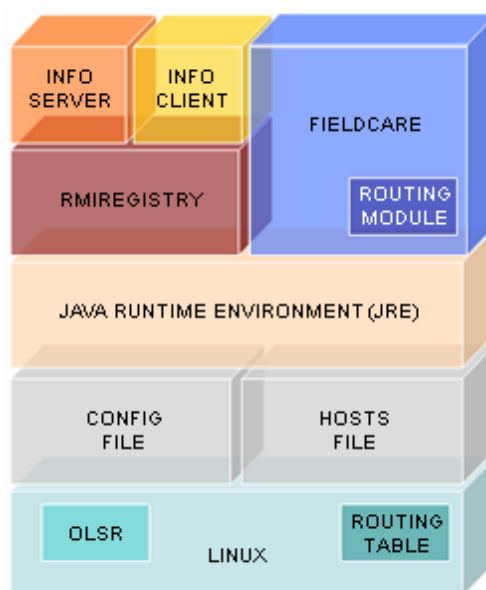 INFO
SERVER
INFO
CLIENT
FIELDCARE
RMIREGISTRY
ROUTING
MODULE
JAVA RUNTIME ENVIRONMENT (JRE)
CONFIG
FILE
HOSTS
FILE
OLSR
LINUX
ROUTING
TABLE